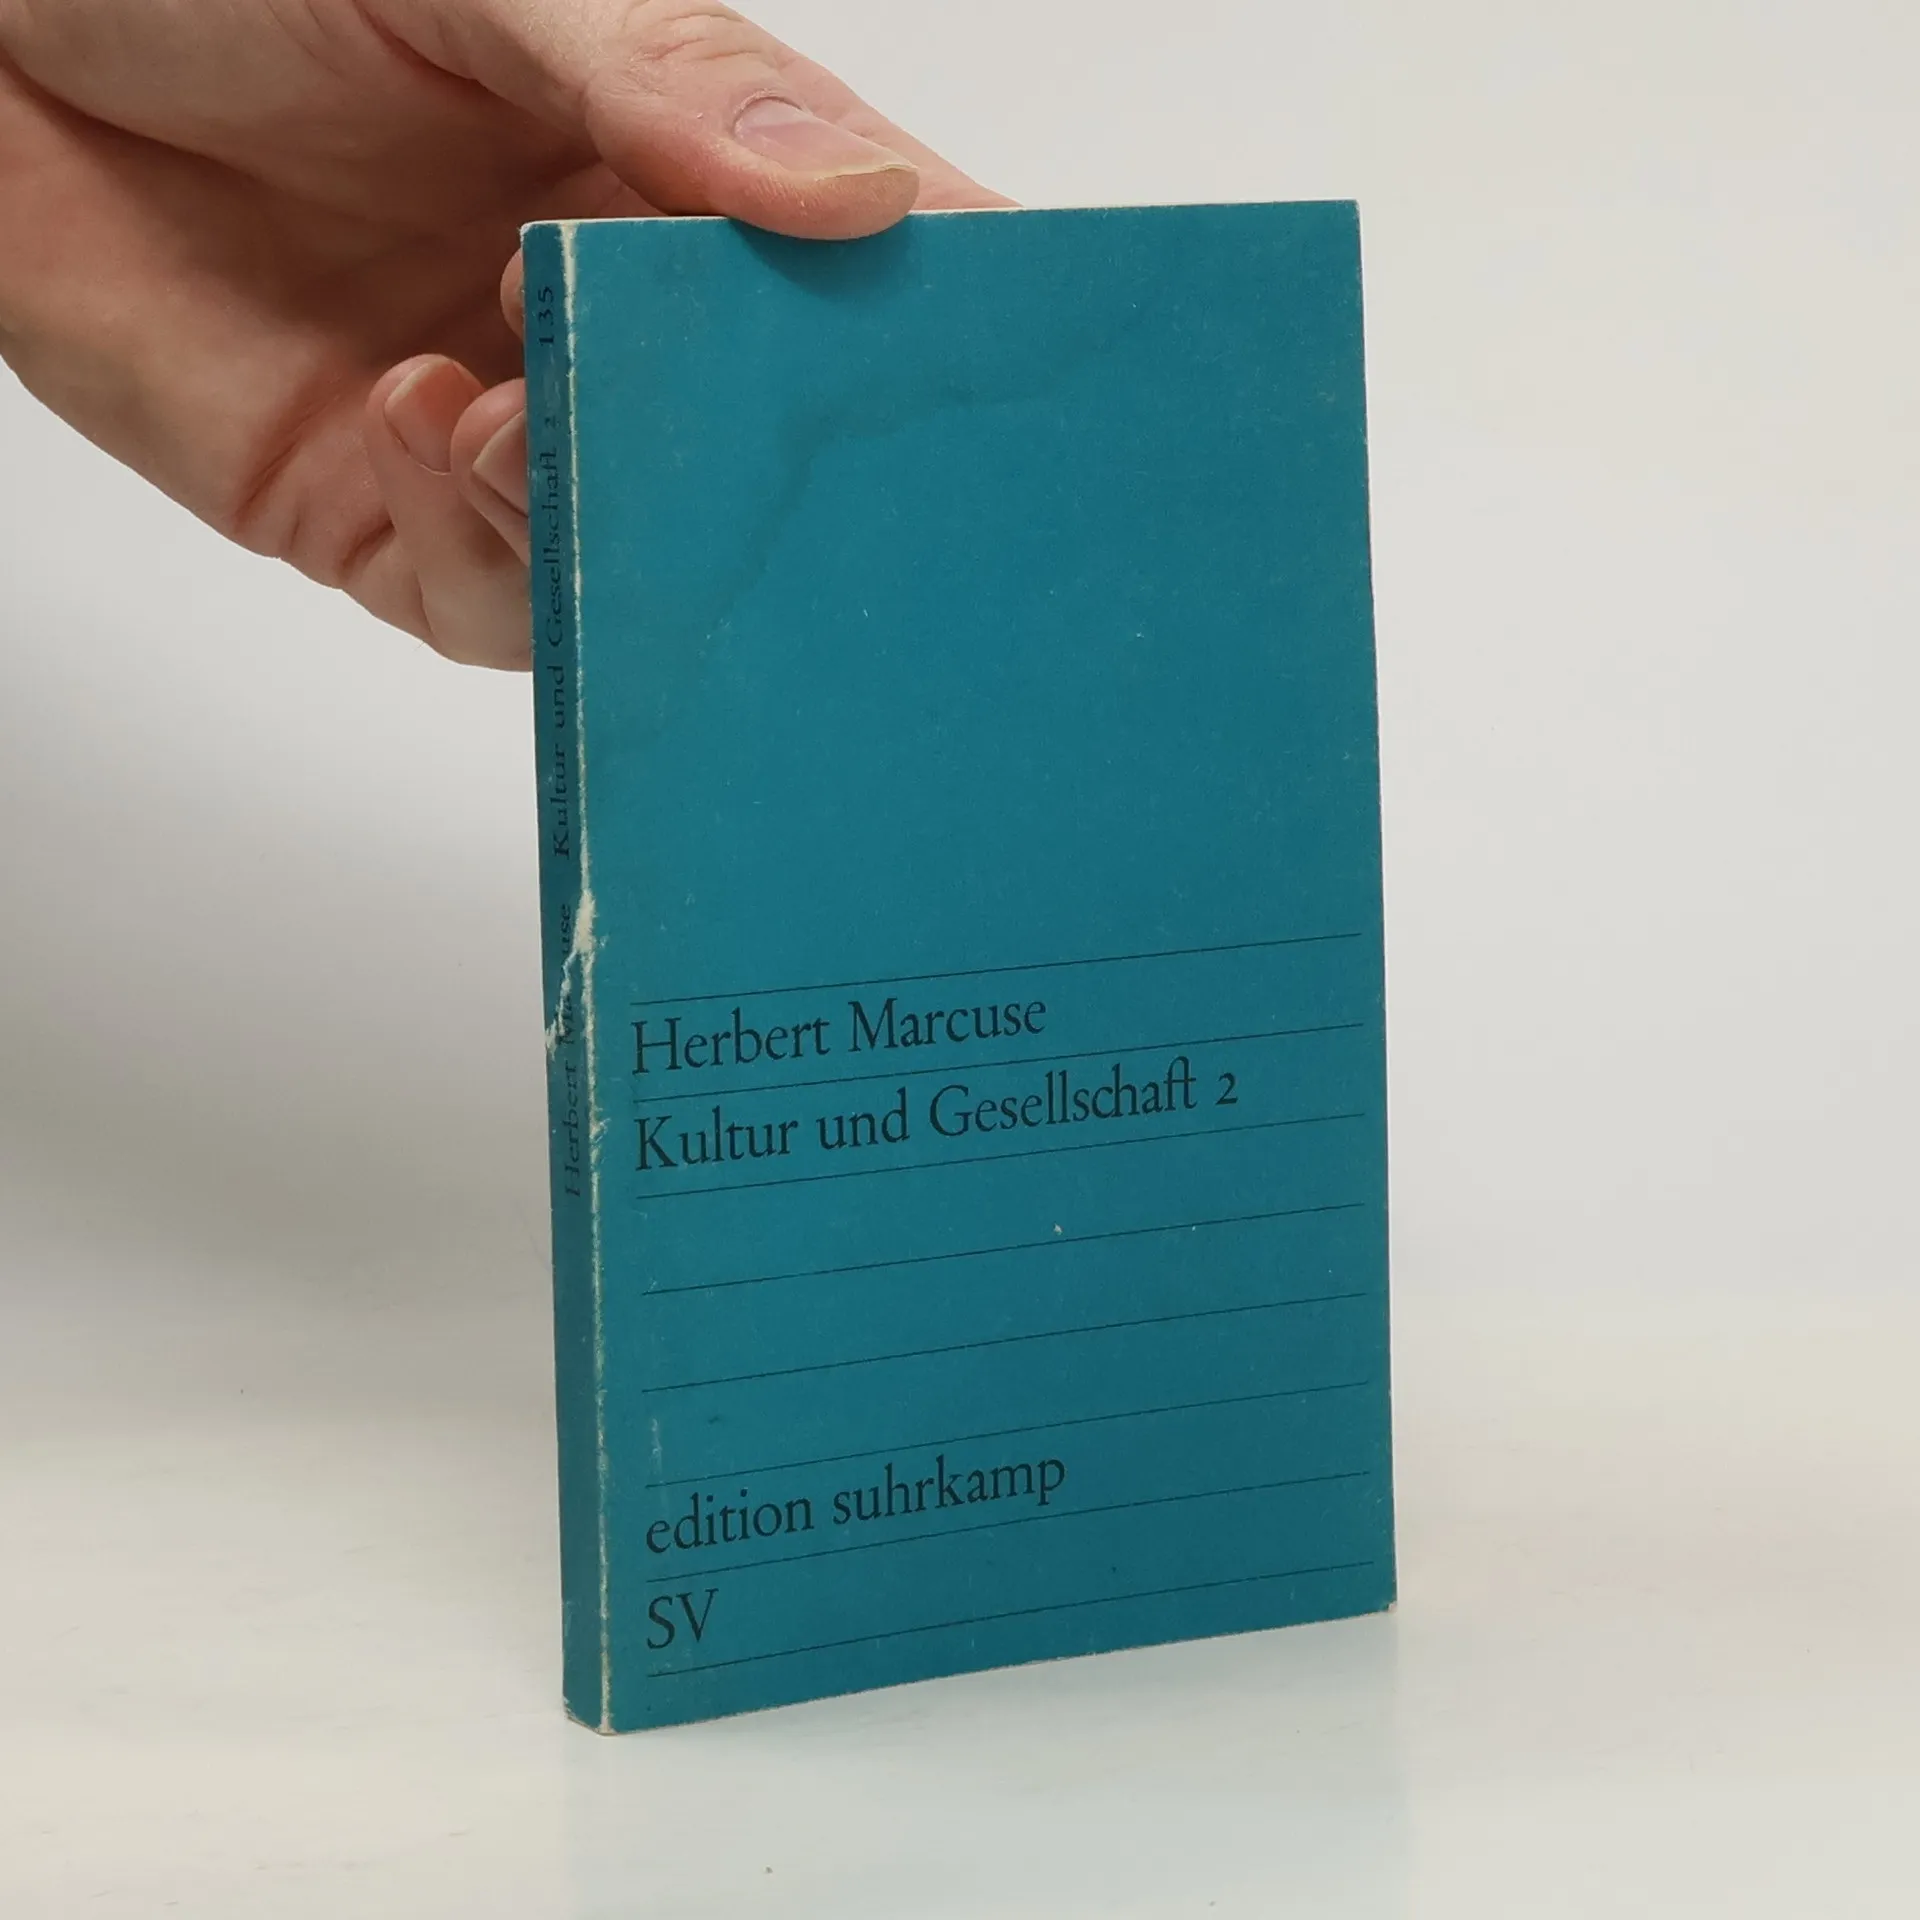 Herbert Marcuse Kultur und Gesellschaft 2 135
Herbert Marcuse
Kultur und Gesellschaft 2
edition suhrkamp
SV